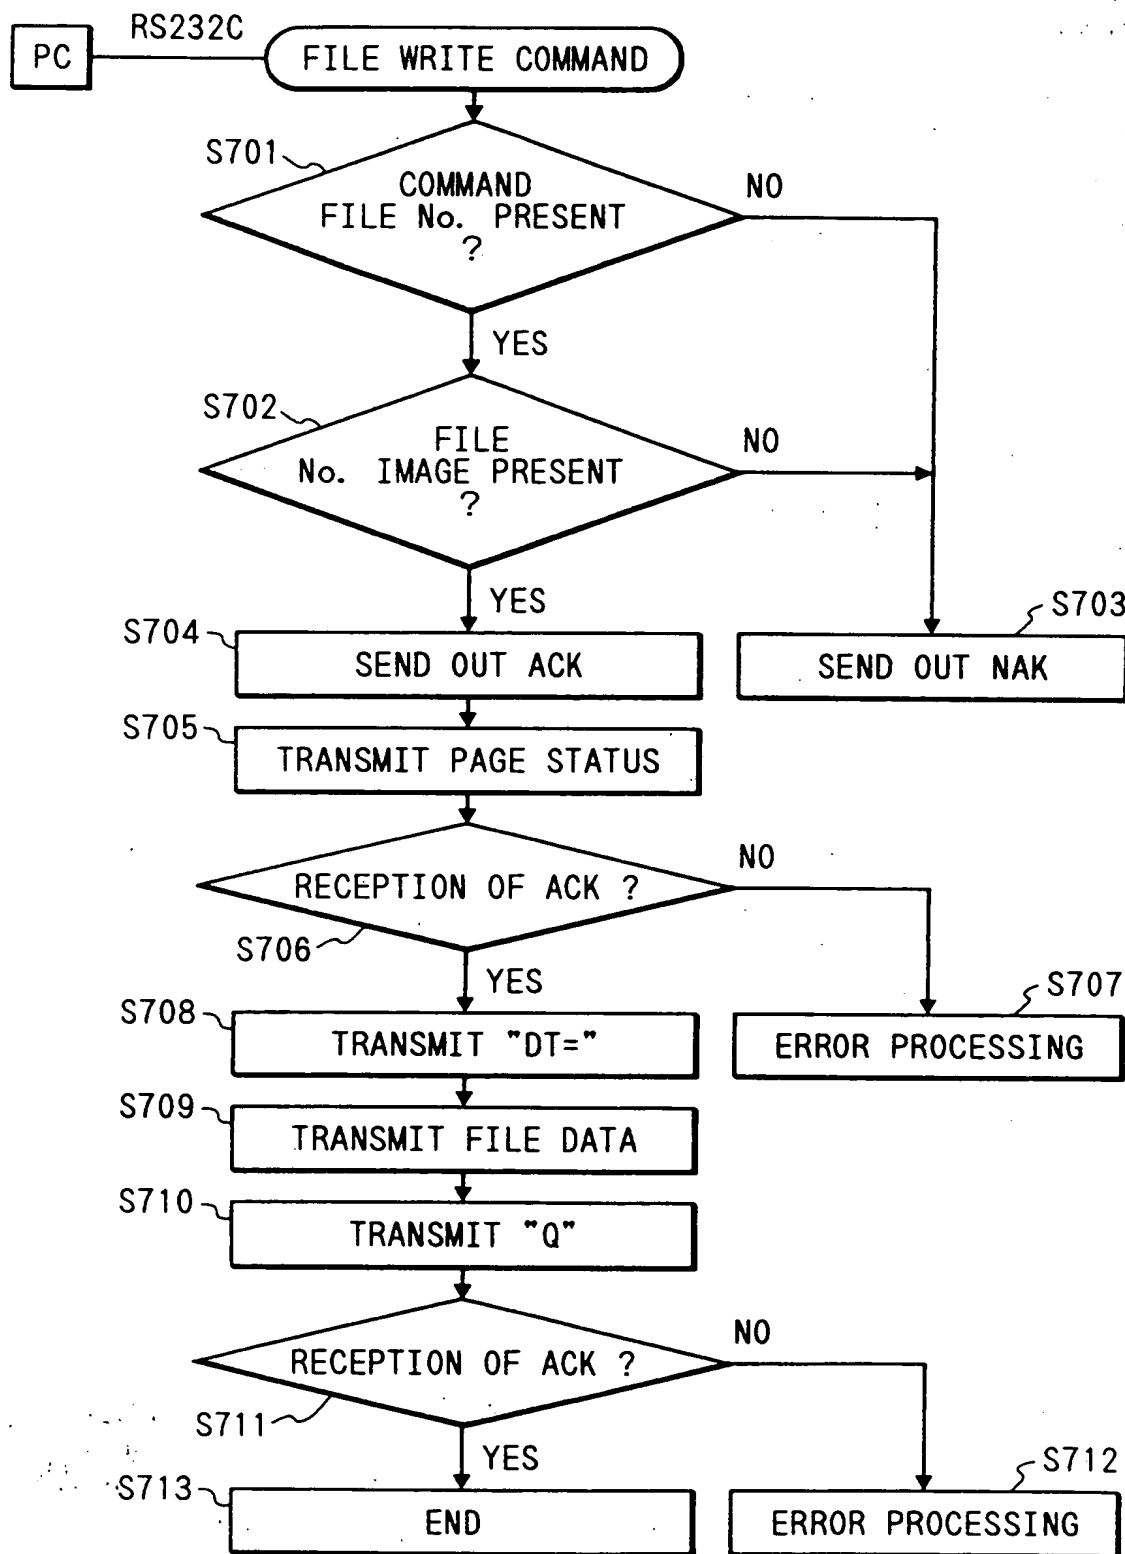 RS232C
PC
FILE WRITE COMMAND
S701
COMMAND
FILE No. PRESENT
?
NO
YES
S702
FILE
No. IMAGE PRESENT
?
NO
YES
S703
S704
SEND OUT ACK
SEND OUT NAK
S705
TRANSMIT PAGE STATUS
NO
RECEPTION OF ACK ?
S706
YES
S707
S708
TRANSMIT "DT="
ERROR PROCESSING
S709
TRANSMIT FILE DATA
S710
TRANSMIT "Q"
NO
RECEPTION OF ACK ?
S711
YES
S712
S713
END
ERROR PROCESSING